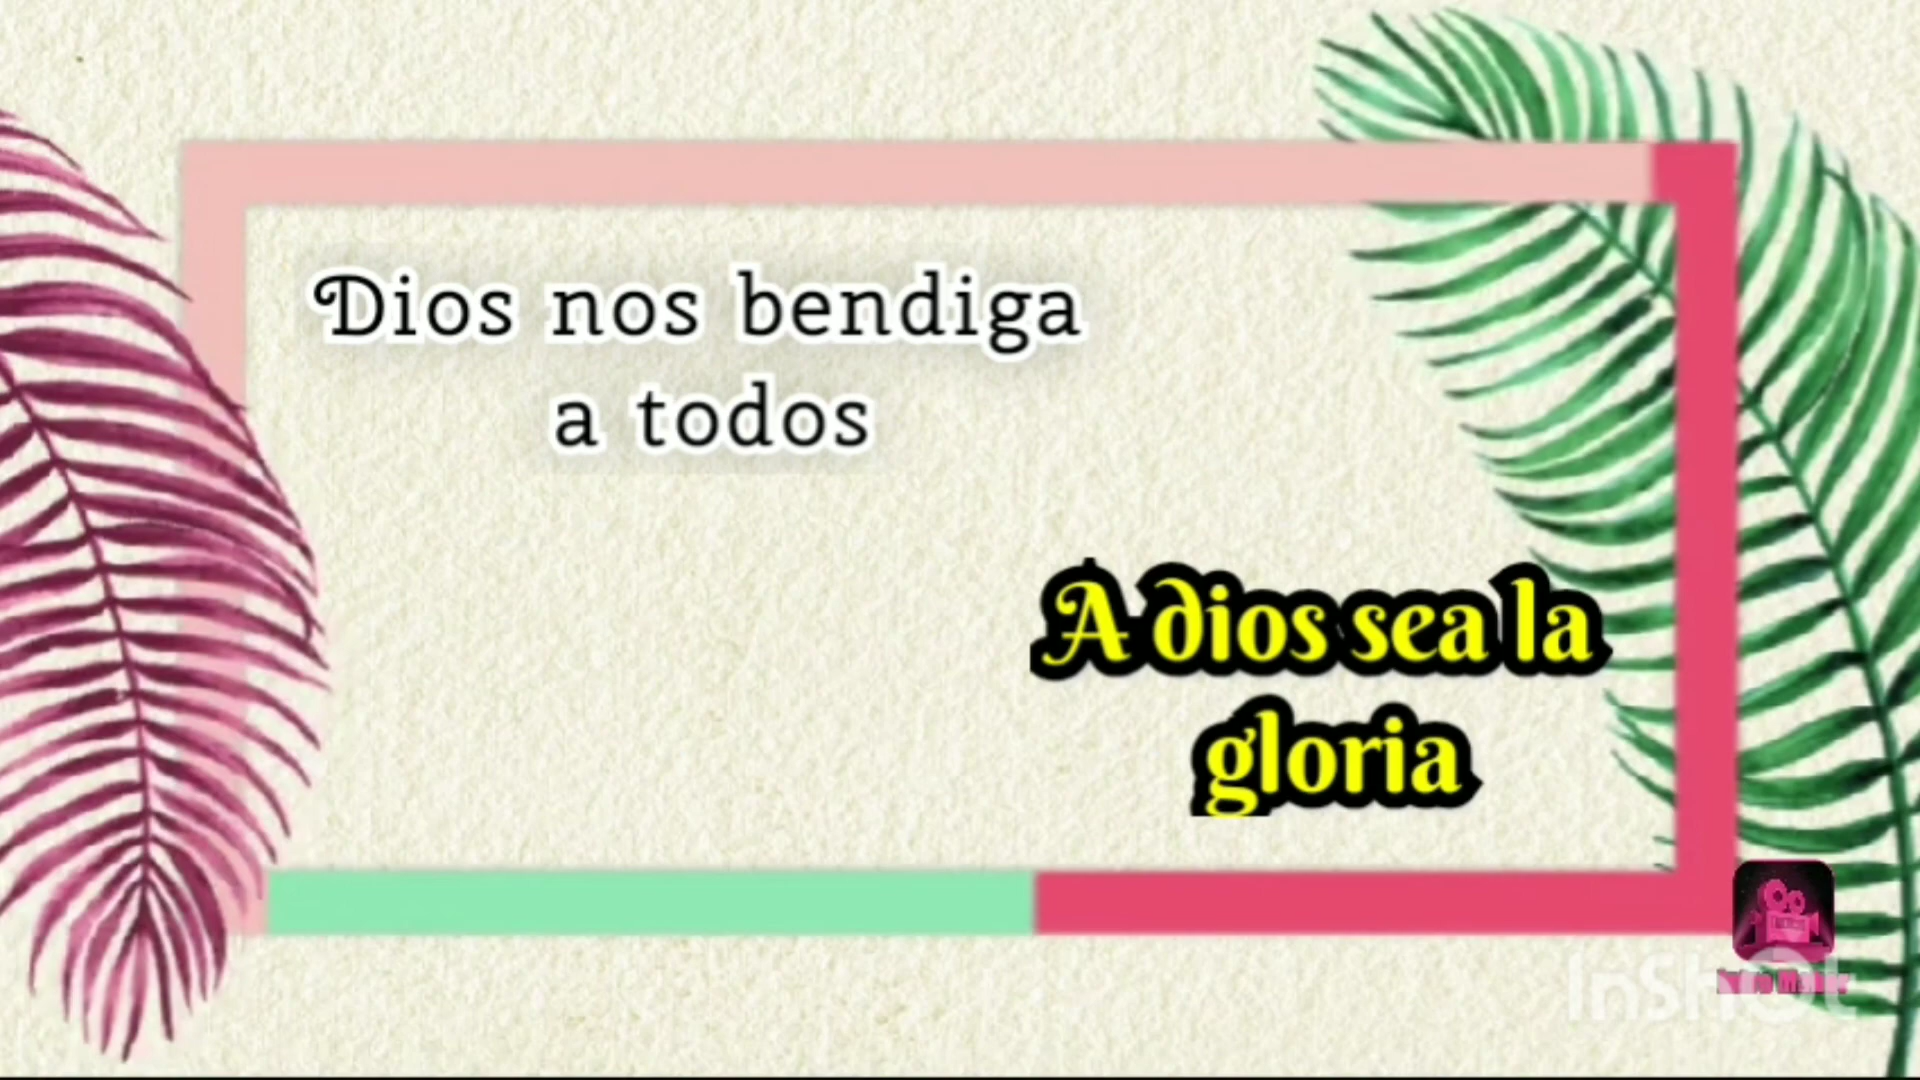 Dios nos bendiga
a todos
A dios sea la
gloria
InShOt